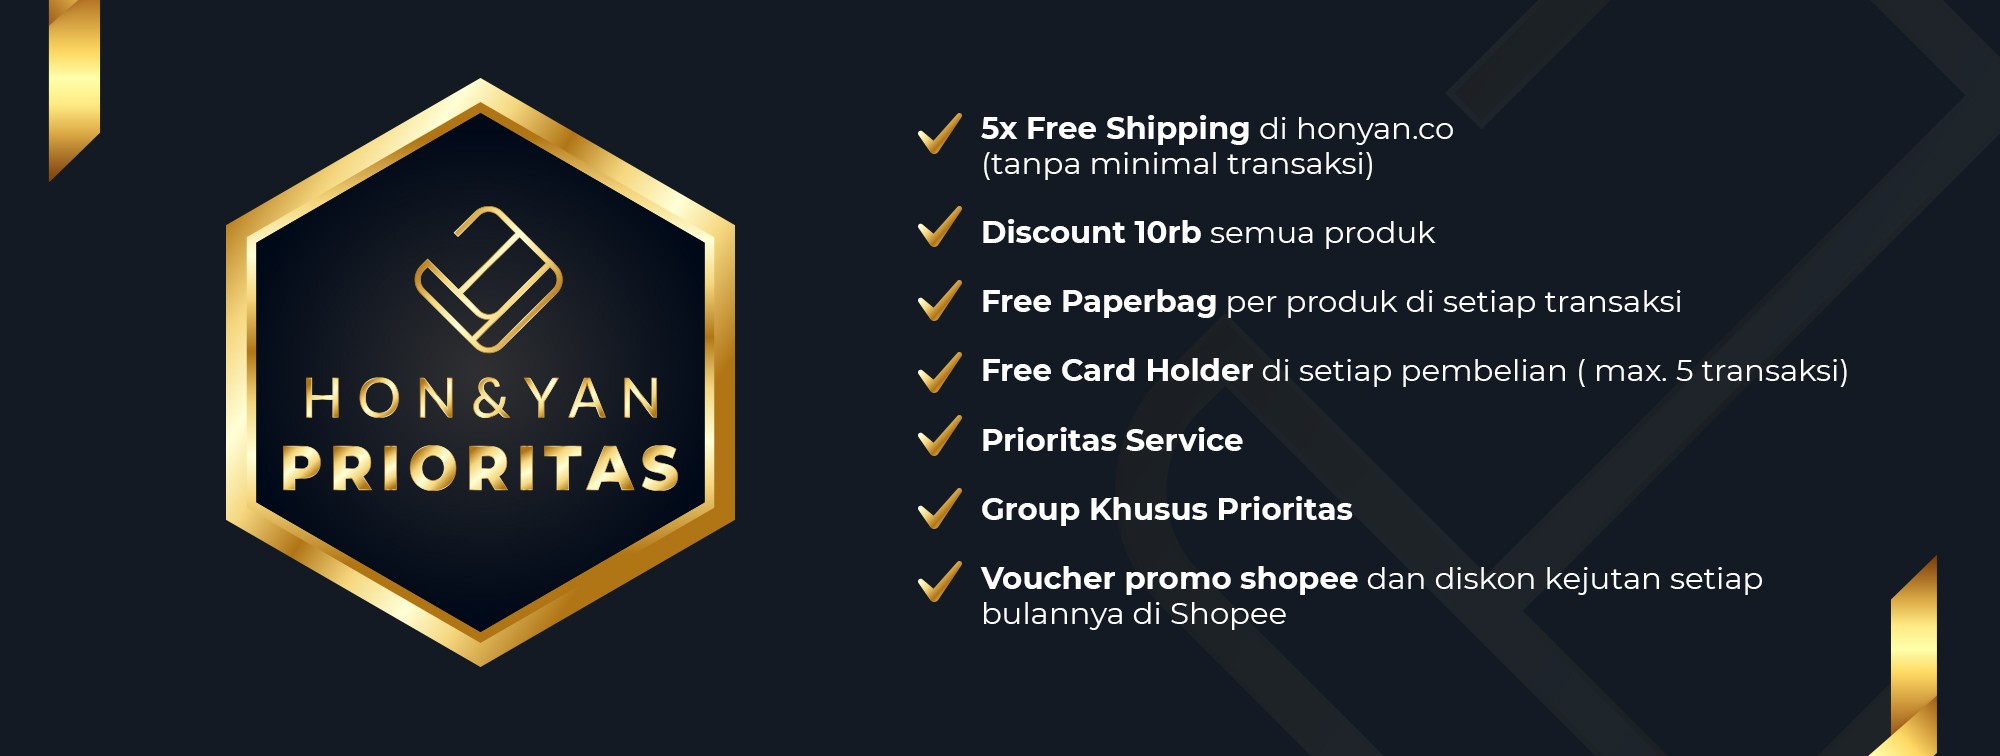 HON&YAN
PRIORITAS
5x Free Shipping di honyan.co
(tanpa minimal transaksi)
Discount 10rb semua produk
Free Paperbag per produk di setiap transaksi
Free Card Holder di setiap pembelian ( max. 5 transaksi)
Prioritas Service
Group Khusus Prioritas
Voucher promo shopee dan diskon kejutan setiap
bulannya di Shopee